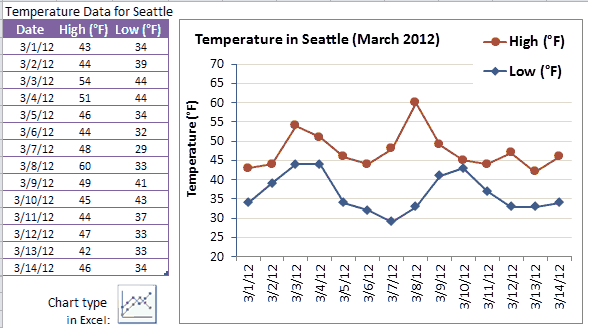 Temperature Data for Seattle
Date High (°F) Low (°F)
3/1/12 43 34
3/2/12 44 39
3/3/12 54 44
3/4/12 51 44
3/5/12 46 34
3/6/12 44 32
3/7/12 48 29
3/8/12 60 33
3/9/12 49 41
3/10/12 45 43
3/11/12 44 37
3/12/12 47 33
3/13/12 42 33
3/14/12 46 34
Chart type
in Excel:
Temperature in Seattle (March 2012)
High (°F)
Low (°F)
Temperature (°F)
70
65
60
55
50
45
40
35
30
25
20
3/1/12
3/2/12
3/3/12
3/4/12
3/5/12
3/6/12
3/7/12
3/8/12
3/9/12
3/10/12
3/11/12
3/12/12
3/13/12
3/14/12